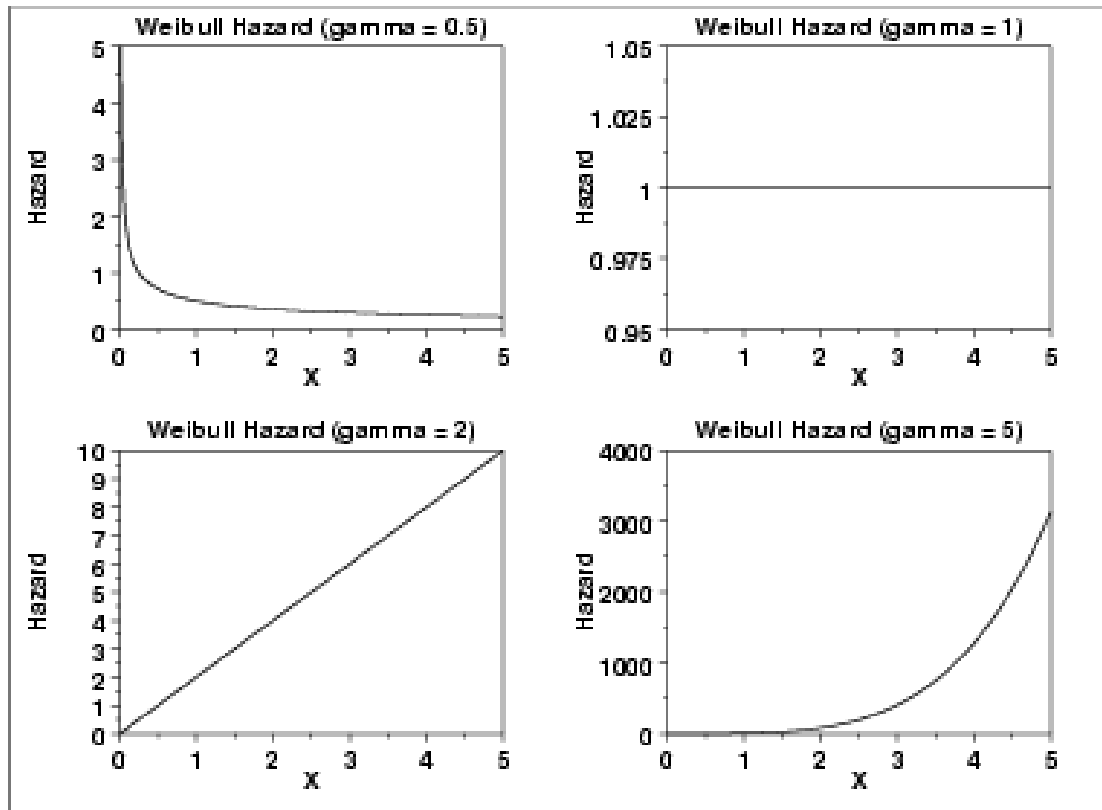 Weibull Hazard (gamma = 0.5)
5
4
3
2
1
0
Hazard
0 1 2 3 4 5
X
Weibull Hazard (gamma = 1)
1.05
1.025
1
0.975
0.95
Hazard
0 1 2 3 4 5
X
Weibull Hazard (gamma = 2)
10
9
8
7
6
5
4
3
2
1
0
Hazard
0 1 2 3 4 5
X
Weibull Hazard (gamma = 5)
4000
3000
2000
1000
0
Hazard
0 1 2 3 4 5
X